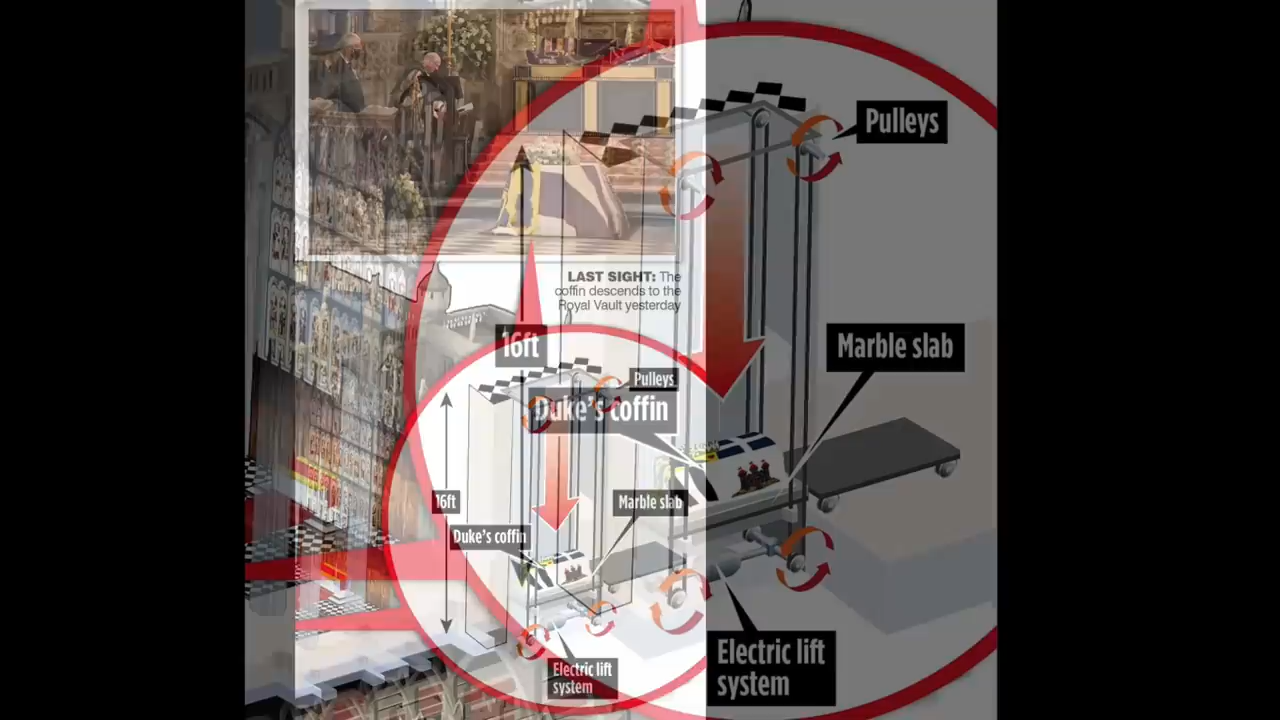 Pulleys
LAST SIGHT: The
coffin descends to the
Royal Vault yesterday
16ft
Marble slab
Pulleys
Duke's coffin
16ft
Marble slab
Duke's coffin
Electric lift
system
Electric lift
system